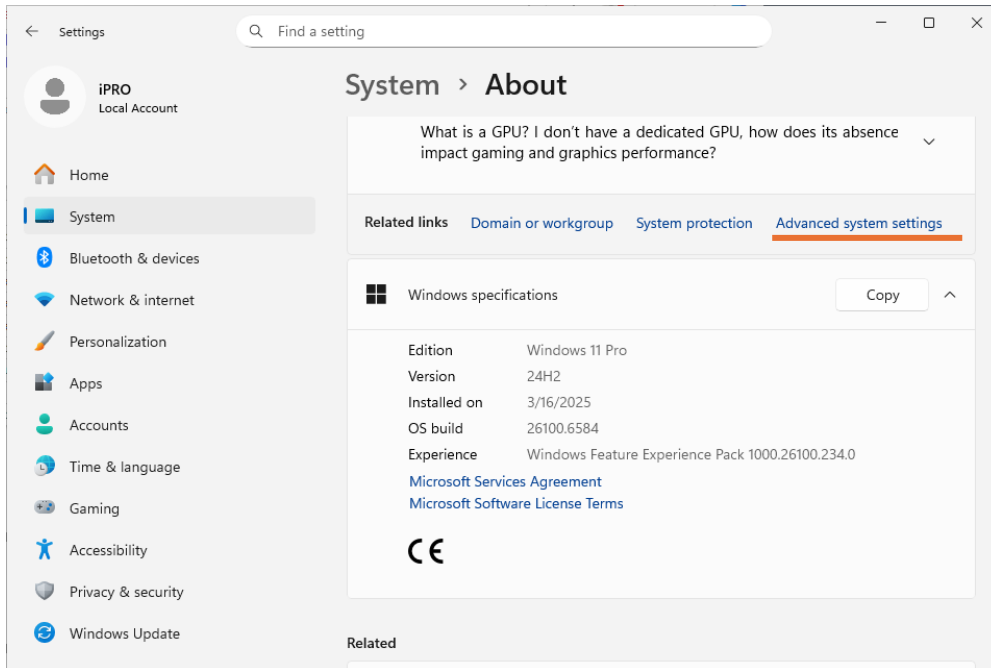 Settings
Find a setting
iPRO
Local Account
Home
System
Bluetooth & devices
Network & internet
Personalization
Apps
Accounts
Time & language
Gaming
Accessibility
Privacy & security
Windows Update
System > About
What is a GPU? I don't have a dedicated GPU, how does its absence
impact gaming and graphics performance?
Related links Domain or workgroup System protection Advanced system settings
Windows specifications Copy
Edition Windows 11 Pro
Version 24H2
Installed on 3/16/2025
OS build 26100.6584
Experience Windows Feature Experience Pack 1000.26100.234.0
Microsoft Services Agreement
Microsoft Software License Terms
CE
Related